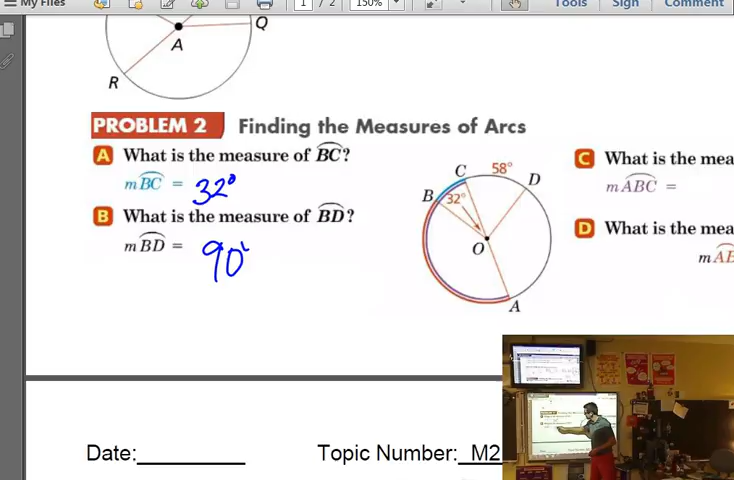 My Files
1 / 2
150%
Tools
Sign
Comment
Q
A
R
PROBLEM 2 Finding the Measures of Arcs
A What is the measure of BC?
mBC = 32°
B What is the measure of BD?
mBD = 90°
C 58° D
B 32°
O
A
C What is the mea
mABC =
D What is the mea
mAB
Date:_________ Topic Number:_M2